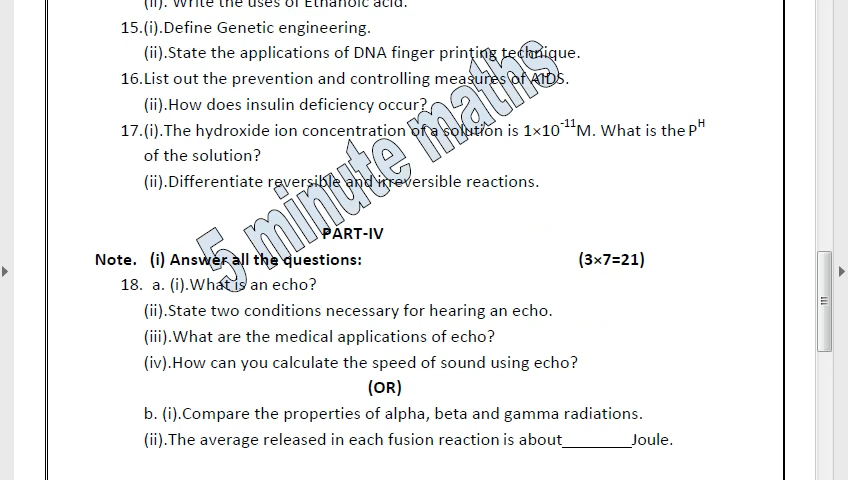 (ii). Write the uses of Ethanoic acid.
15.(i).Define Genetic engineering.
(ii).State the applications of DNA finger printing technique.
16.List out the prevention and controlling measures of AIDS.
(ii).How does insulin deficiency occur?
17.(i).The hydroxide ion concentration of a solution is 1×10⁻¹¹M. What is the Pᴴ
of the solution?
(ii).Differentiate reversible and irreversible reactions.
5 minute maths
PART-IV
Note. (i) Answer all the questions: (3×7=21)
18. a. (i).What is an echo?
(ii).State two conditions necessary for hearing an echo.
(iii).What are the medical applications of echo?
(iv).How can you calculate the speed of sound using echo?
(OR)
b. (i).Compare the properties of alpha, beta and gamma radiations.
(ii).The average released in each fusion reaction is about________Joule.